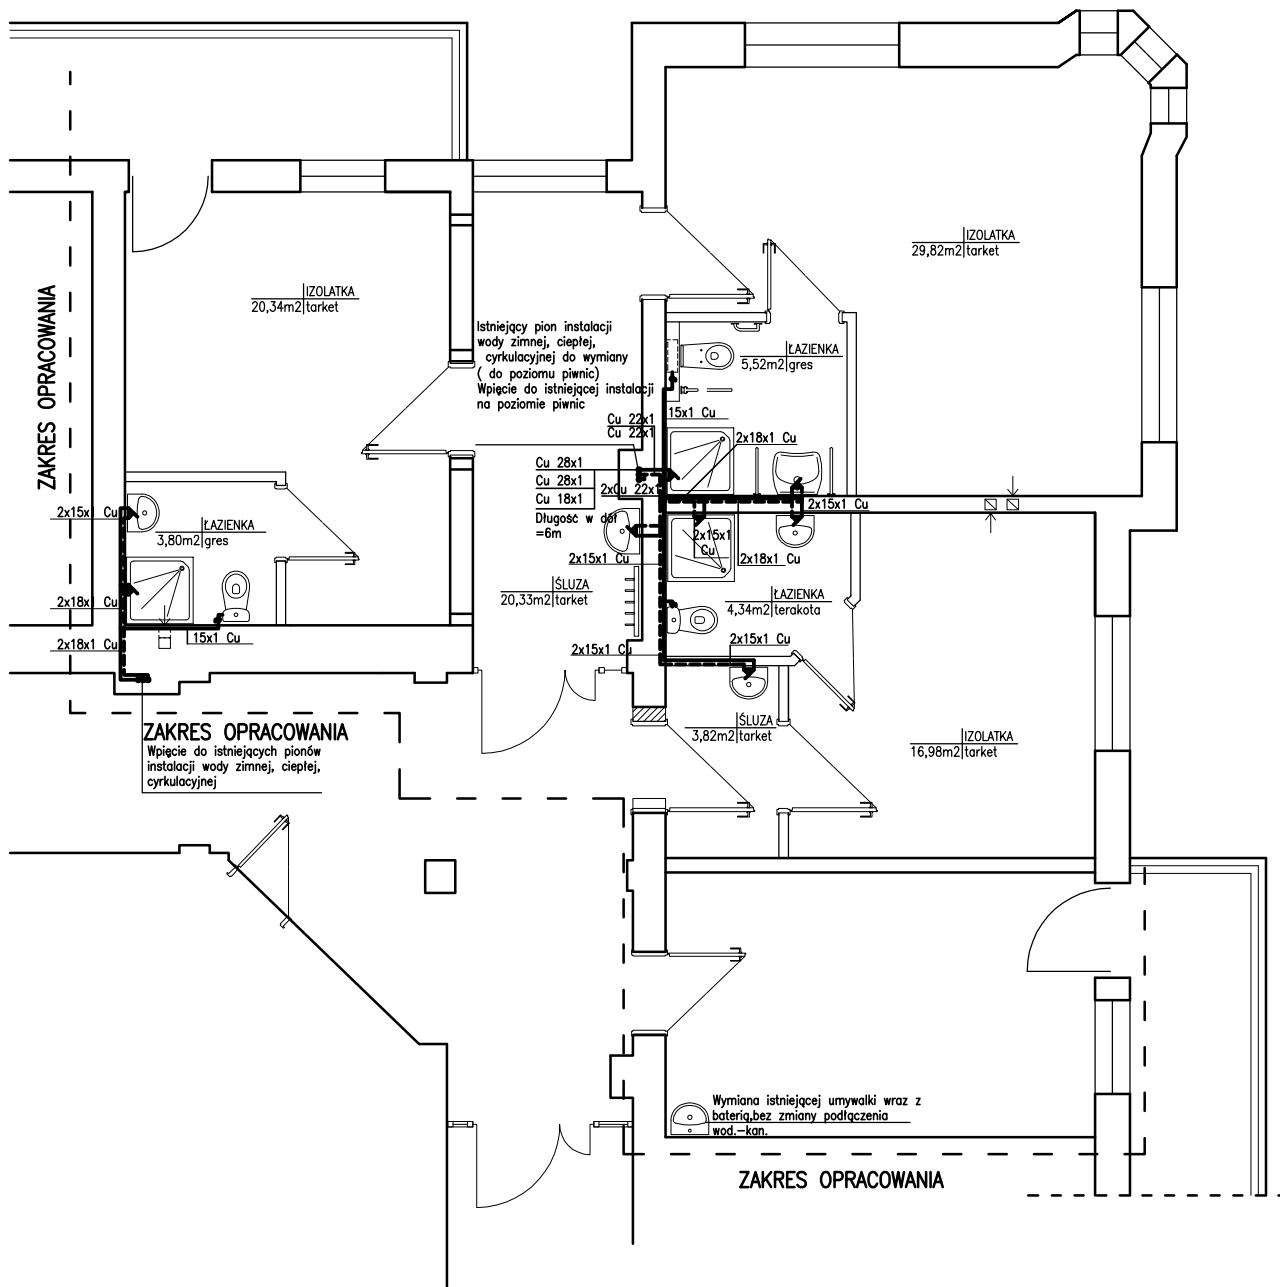 IZOLATKA
29,82m2 tarket
ZAKRES OPRACOWANIA
IZOLATKA
20,34m2 tarket
Istniejący pion instalacji
wody zimnej, ciepłej,
cyrkulacyjnej do wymiany
( do poziomu piwnic)
Wpięcie do istniejącej instalacji
na poziomie piwnic
ŁAZIENKA
5,52m2 gres
15x1 Cu
Cu 22x1
Cu 22x1
2x18x1 Cu
Cu 28x1
Cu 28x1
Cu 18x1
2xCu 22x1
Długość w dół
=6m
2x15x1 Cu
2x15x1 Cu
ŁAZIENKA
3,80m2 gres
2x15x1
Cu
2x18x1 Cu
2x15x1 Cu
ŚLUZA
20,33m2 tarket
ŁAZIENKA
4,34m2 terakota
2x18x1 Cu
2x18x1 Cu
15x1 Cu
2x15x1 Cu
2x15x1 Cu
ZAKRES OPRACOWANIA
Wpięcie do istniejących pionów
instalacji wody zimnej, ciepłej,
cyrkulacyjnej
ŚLUZA
3,82m2 tarket
IZOLATKA
16,98m2 tarket
Wymiana istniejącej umywalki wraz z
baterią,bez zmiany podłączenia
wod.-kan.
ZAKRES OPRACOWANIA